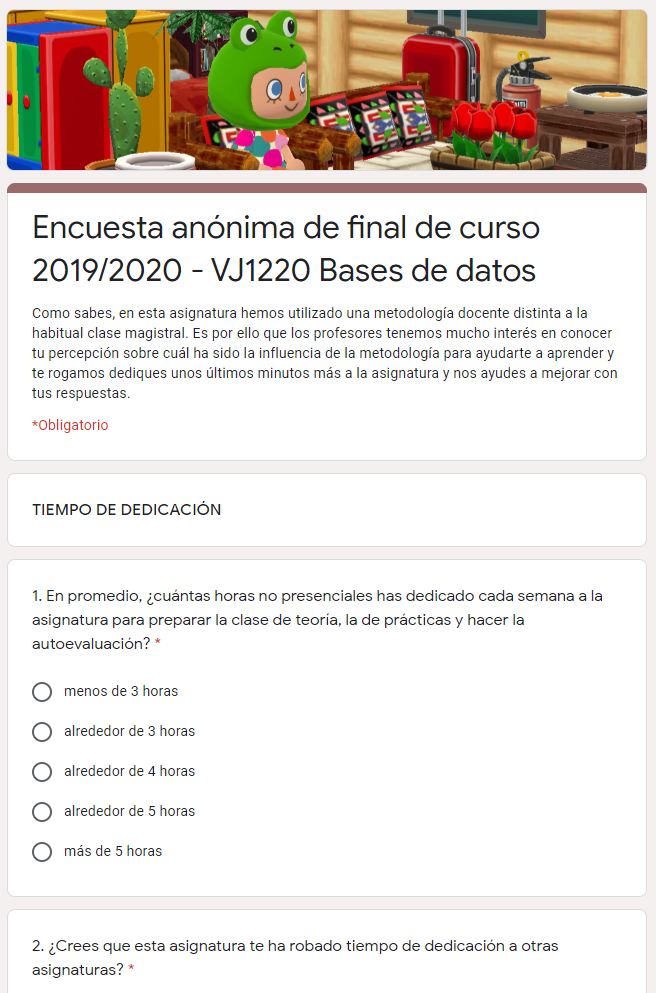 Encuesta anónima de final de curso
2019/2020 - VJ1220 Bases de datos
Como sabes, en esta asignatura hemos utilizado una metodología docente distinta a la
habitual clase magistral. Es por ello que los profesores tenemos mucho interés en conocer
tu percepción sobre cuál ha sido la influencia de la metodología para ayudarte a aprender y
te rogamos dediques unos últimos minutos más a la asignatura y nos ayudes a mejorar con
tus respuestas.
*Obligatorio
TIEMPO DE DEDICACIÓN
1. En promedio, ¿cuántas horas no presenciales has dedicado cada semana a la
asignatura para preparar la clase de teoría, la de prácticas y hacer la
autoevaluación? *
menos de 3 horas
alrededor de 3 horas
alrededor de 4 horas
alrededor de 5 horas
más de 5 horas
2. ¿Crees que esta asignatura te ha robado tiempo de dedicación a otras
asignaturas? *